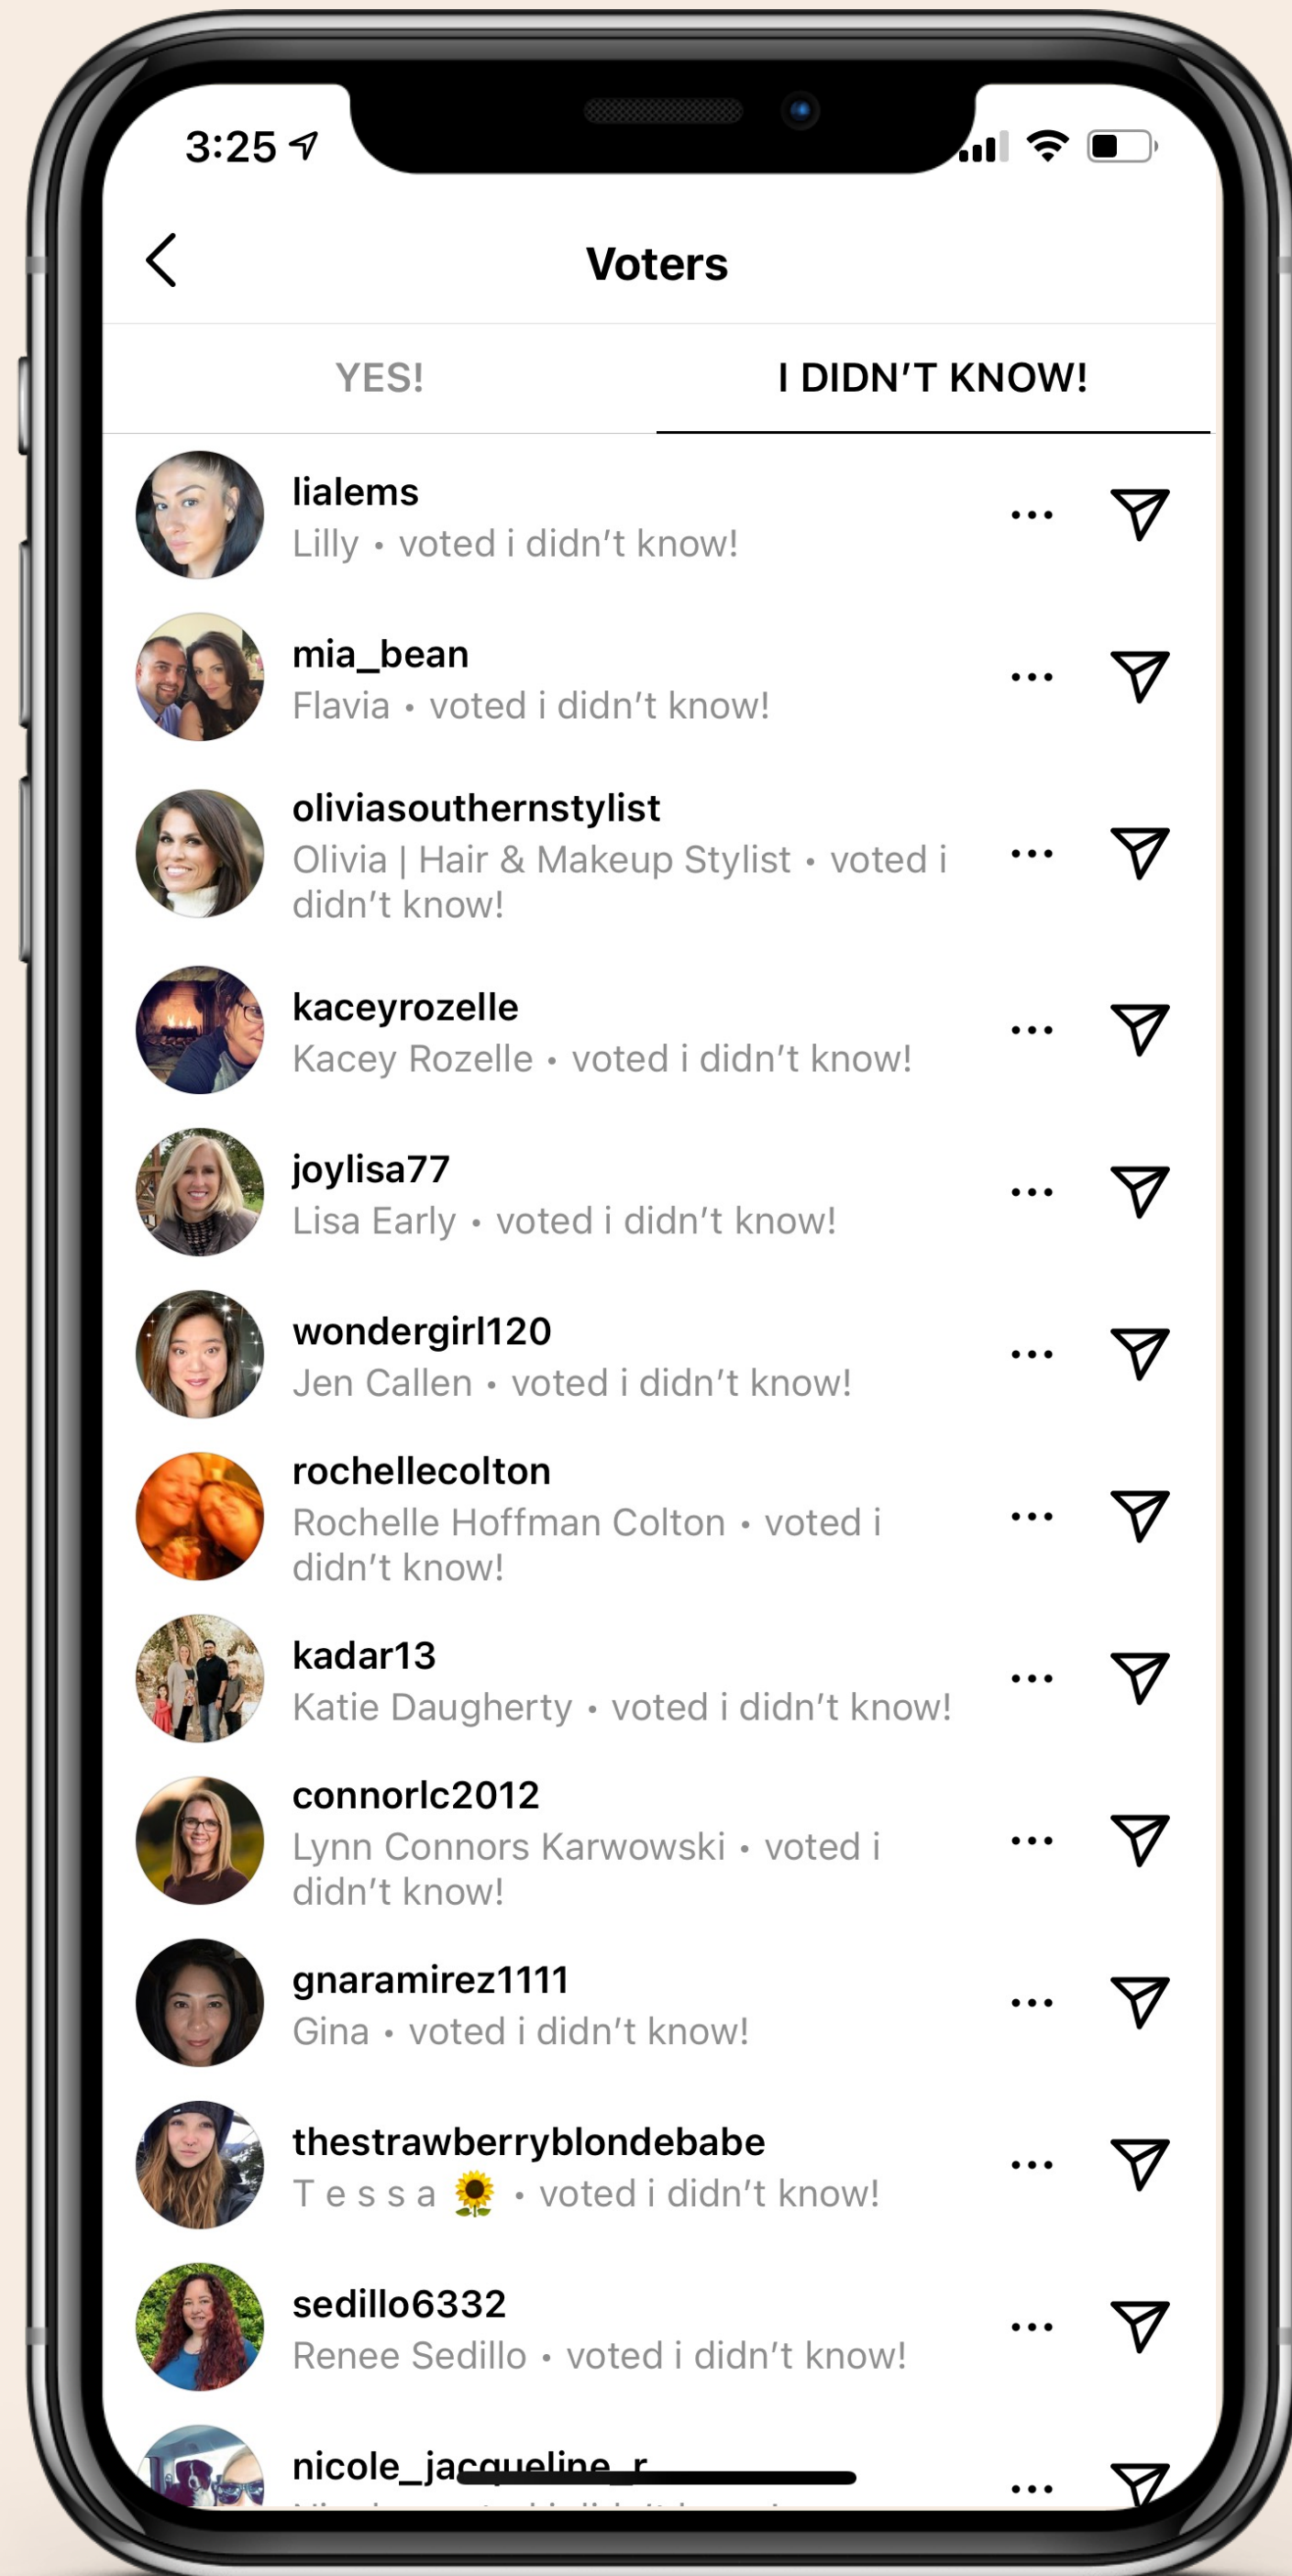 3:25
Voters
YES!
I DIDN'T KNOW!
lialems
Lilly • voted i didn't know!
mia_bean
Flavia • voted i didn't know!
oliviasouthernstylist
Olivia | Hair & Makeup Stylist • voted i
didn't know!
kaceyrozelle
Kacey Rozelle • voted i didn't know!
joylisa77
Lisa Early • voted i didn't know!
wondergirl120
Jen Callen • voted i didn't know!
rochellecolton
Rochelle Hoffman Colton • voted i
didn't know!
kadar13
Katie Daugherty • voted i didn't know!
connorlc2012
Lynn Connors Karwowski • voted i
didn't know!
gnaramirez1111
Gina • voted i didn't know!
thestrawberryblondebabe
T e s s a 🌻 • voted i didn't know!
sedillo6332
Renee Sedillo • voted i didn't know!
nicole_jacqueline_r